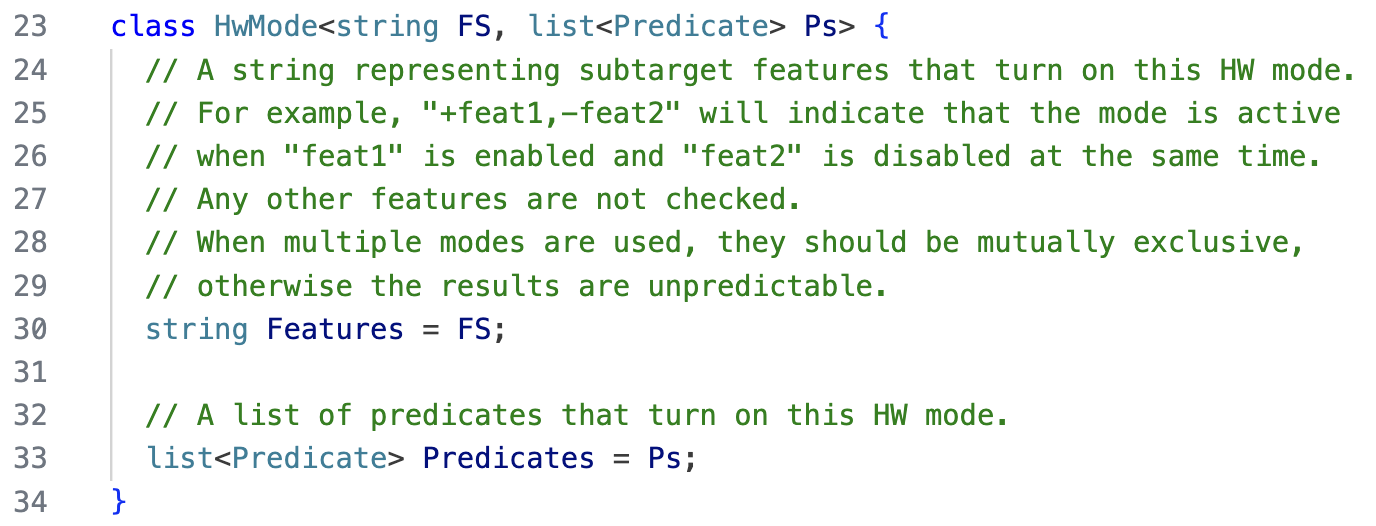 23 class HwMode<string FS, list<Predicate> Ps> {
24 // A string representing subtarget features that turn on this HW mode.
25 // For example, "+feat1,-feat2" will indicate that the mode is active
26 // when "feat1" is enabled and "feat2" is disabled at the same time.
27 // Any other features are not checked.
28 // When multiple modes are used, they should be mutually exclusive,
29 // otherwise the results are unpredictable.
30 string Features = FS;
31
32 // A list of predicates that turn on this HW mode.
33 list<Predicate> Predicates = Ps;
34 }